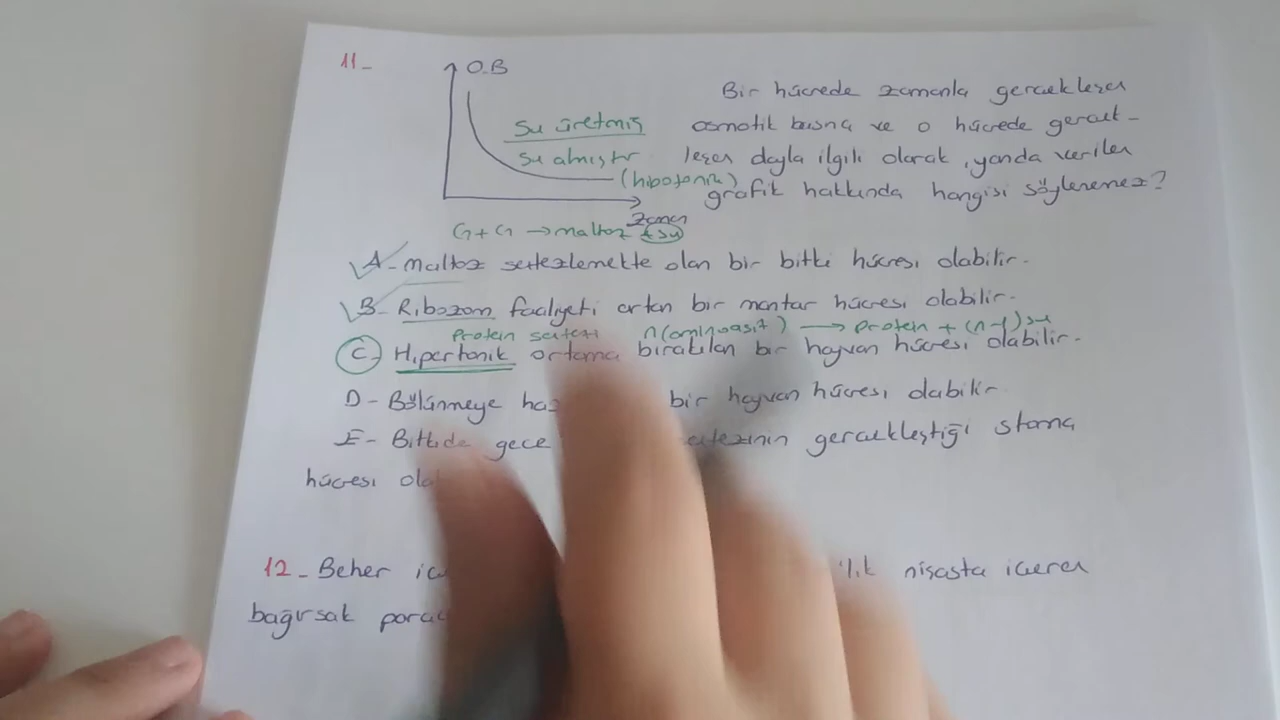 11_
O.B
Bir hücrede zamanla gerçekleşen
Su üretmiş
osmotik basınç ve o hücrede gerçek-
su almıştır
leşen olayla ilgili olarak, yanda verilen
(hipotonik)
grafik hakkında hangisi söylenemez?
Zaman
G+G → maltoz + su
A- maltoz sentezlemekte olan bir bitki hücresi olabilir.
B- Ribozom faaliyeti artan bir mantar hücresi olabilir.
Protein sentezi n(aminoasit) → Protein + (n-1) su
C- Hipertonik ortama bırakılan bir hayvan hücresi olabilir.
D- Bölünmeye bir hayvan hücresi olabilir
E- Bitkide gece gerçekleştiği stoma
hücresi
12_ Beher nişasta içeren
bağırsak